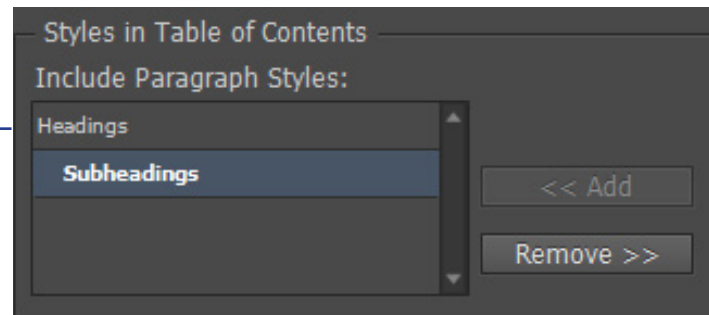 Styles in Table of Contents
Include Paragraph Styles:
Headings
Subheadings
<< Add
Remove >>